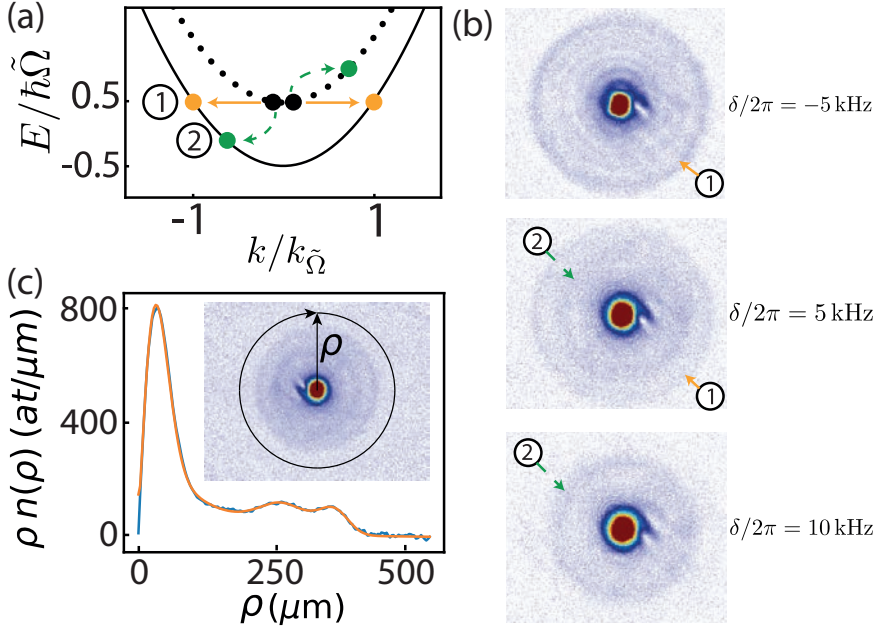 (a)
E/ħΩ̃
0.5
-0.5
1
2
-1
1
k/k_Ω̃
(b)
δ/2π = −5 kHz
1
2
δ/2π = 5 kHz
1
2
δ/2π = 10 kHz
(c)
ρ n(ρ) (at/μm)
800
400
0
ρ
0
250
500
ρ (μm)